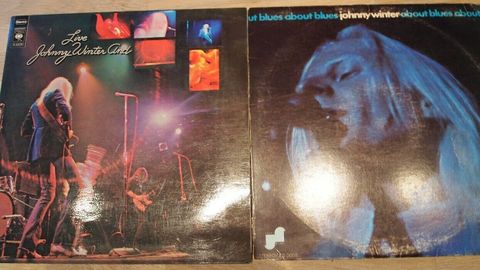 Live
Johnny Winter And
ut blues about blues johnny winter about blues about